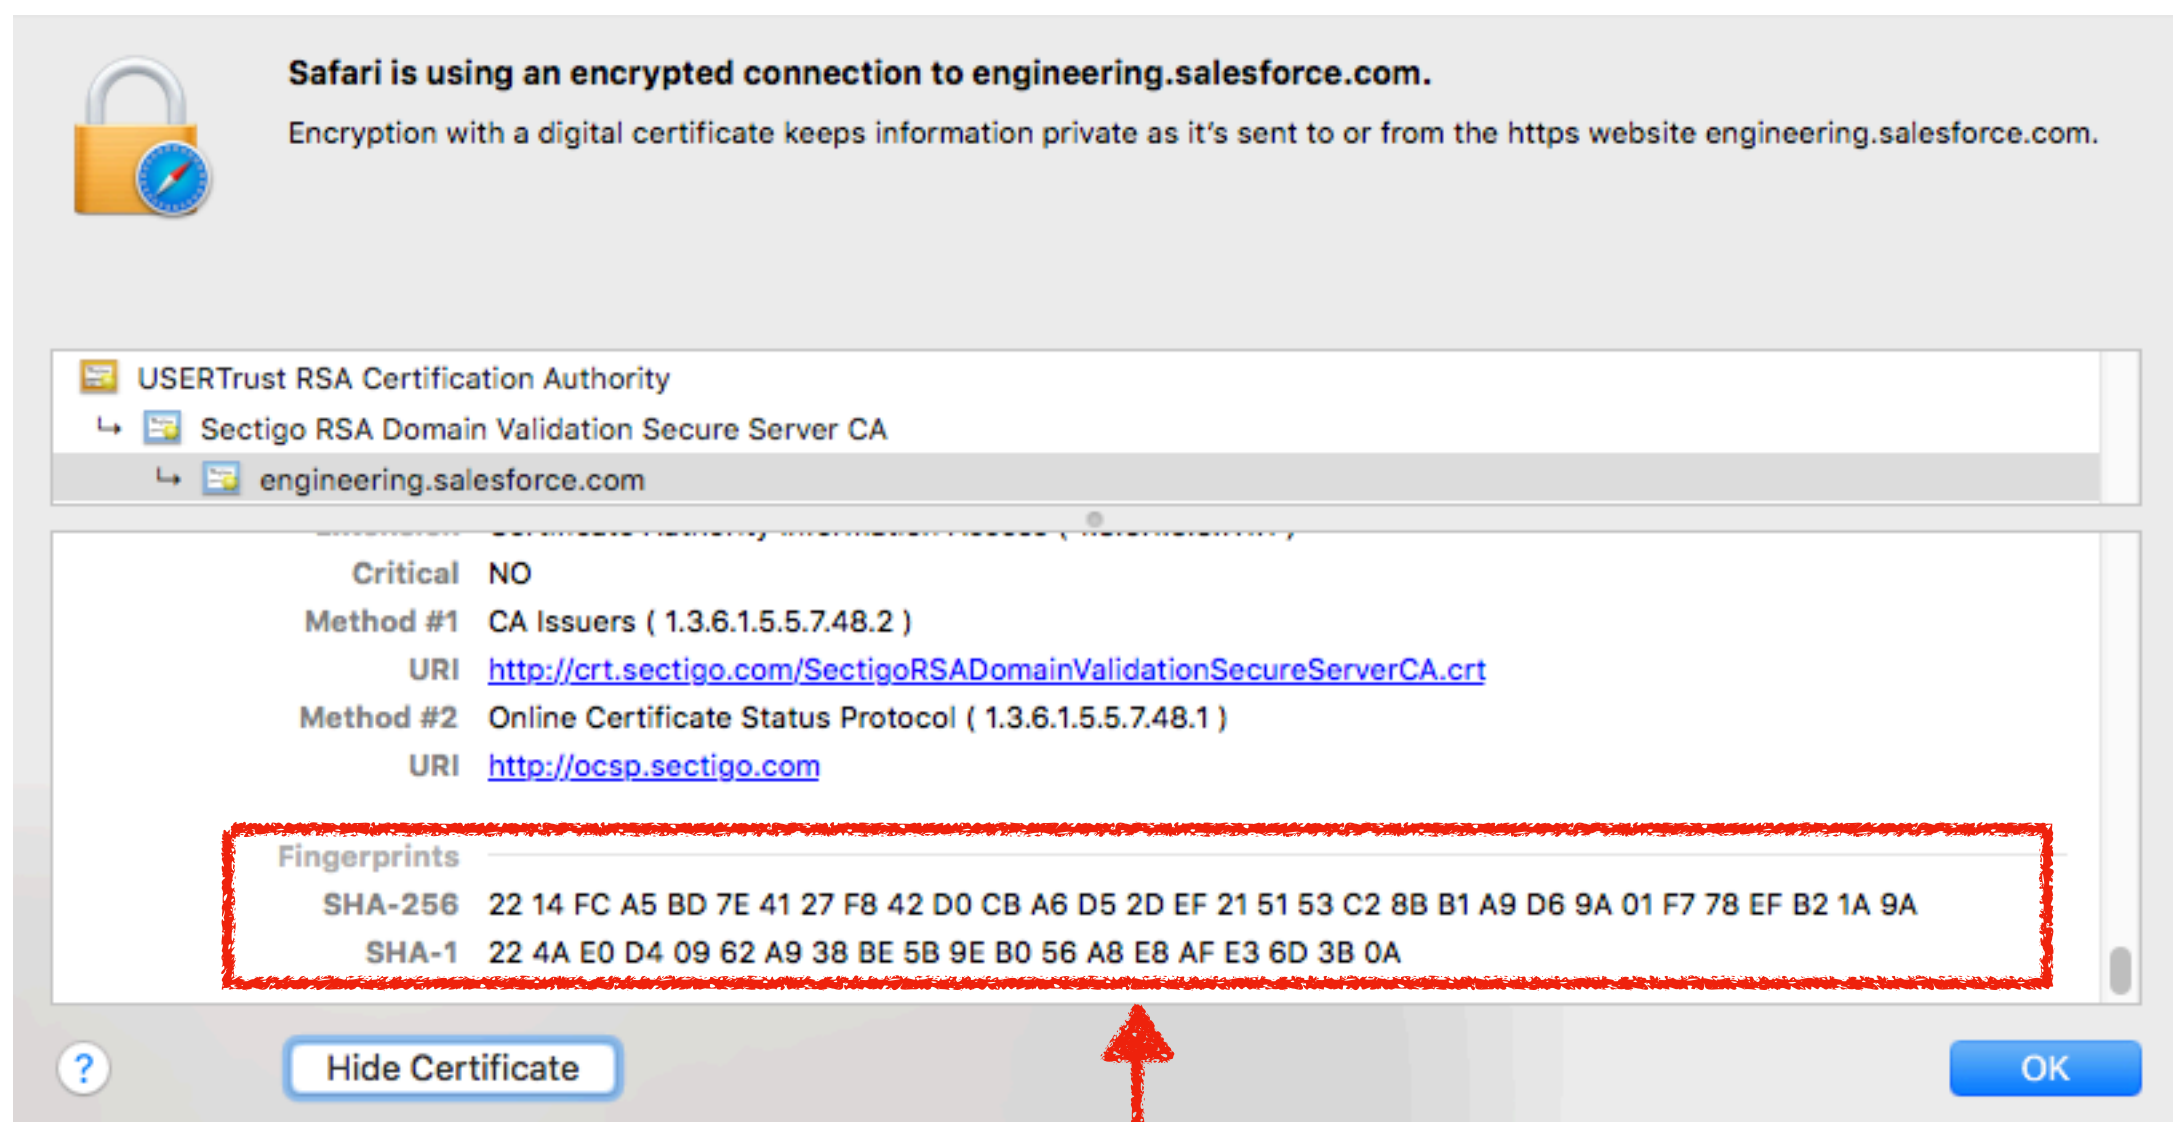 Safari is using an encrypted connection to engineering.salesforce.com.
Encryption with a digital certificate keeps information private as it's sent to or from the https website engineering.salesforce.com.
USERTrust RSA Certification Authority
Sectigo RSA Domain Validation Secure Server CA
engineering.salesforce.com
Critical NO
Method #1 CA Issuers ( 1.3.6.1.5.5.7.48.2 )
URI http://crt.sectigo.com/SectigoRSADomainValidationSecureServerCA.crt
Method #2 Online Certificate Status Protocol ( 1.3.6.1.5.5.7.48.1 )
URI http://ocsp.sectigo.com
Fingerprints
SHA-256 22 14 FC A5 BD 7E 41 27 F8 42 D0 CB A6 D5 2D EF 21 51 53 C2 8B B1 A9 D6 9A 01 F7 78 EF B2 1A 9A
SHA-1 22 4A E0 D4 09 62 A9 38 BE 5B 9E B0 56 A8 E8 AF E3 6D 3B 0A
? Hide Certificate OK